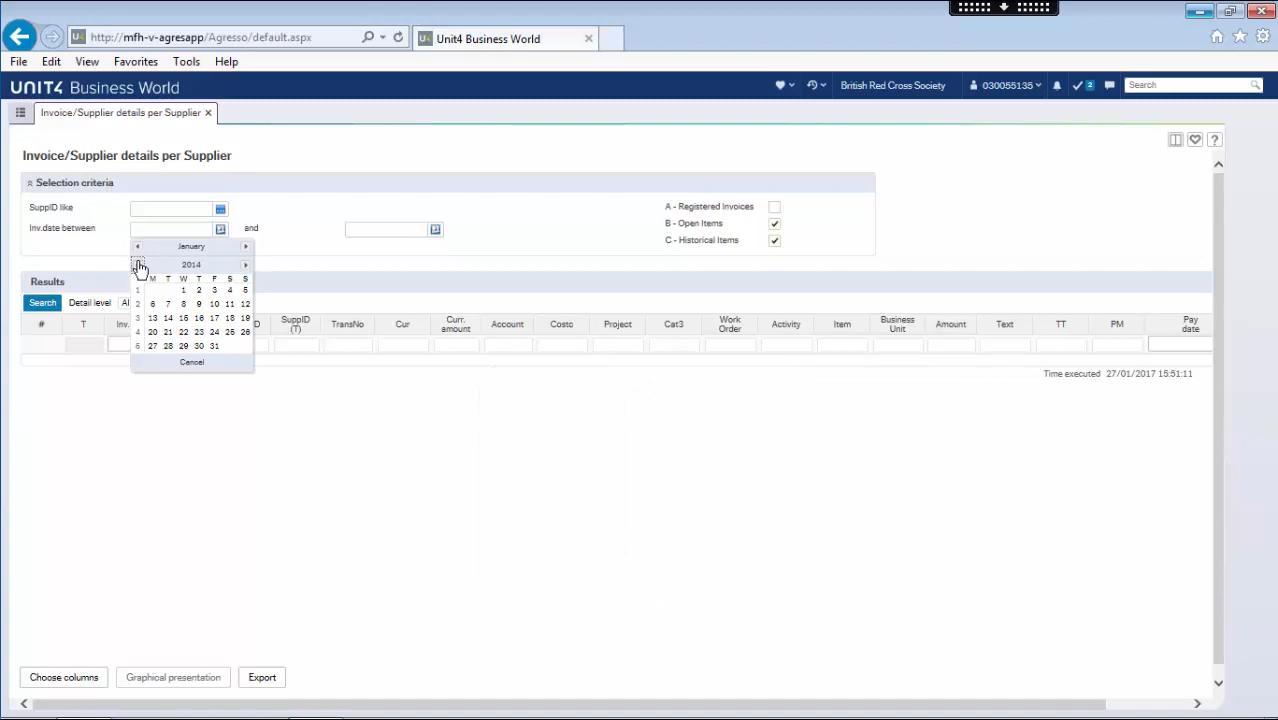 http://mfh-v-agresapp/Agresso/default.aspx
Unit4 Business World
File Edit View Favorites Tools Help
UNIT4 Business World
British Red Cross Society
030055135
2
Search
Invoice/Supplier details per Supplier
Invoice/Supplier details per Supplier
Selection criteria
SuppID like
A - Registered Invoices
Inv.date between
and
B - Open Items
C - Historical Items
January
2014
M T W T F S S
1 1 2 3 4 5
2 6 7 8 9 10 11 12
3 13 14 15 16 17 18 19
4 20 21 22 23 24 25 26
27 28 29 30 31
Cancel
Results
Search Detail level
# T Inv. SuppID (T) TransNo Cur Curr. amount Account Costc Project Cat3 Work Order Activity Item Business Unit Amount Text TT PM Pay date
Time executed 27/01/2017 15:51:11
Choose columns Graphical presentation Export